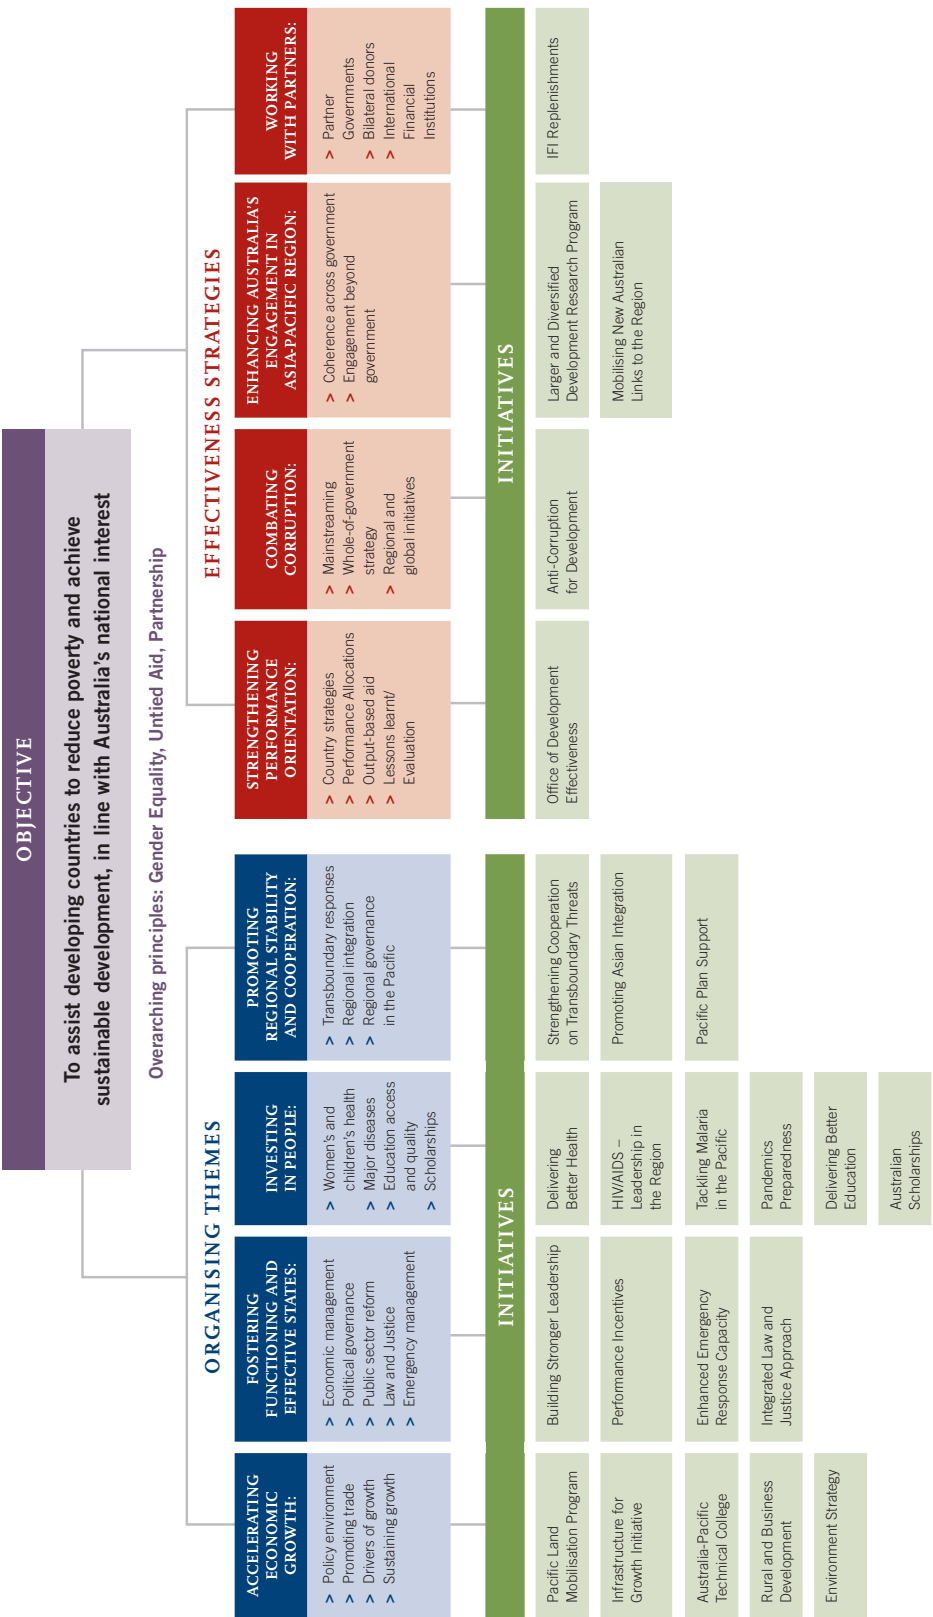 OBJECTIVE
To assist developing countries to reduce poverty and achieve
sustainable development, in line with Australia's national interest
Overarching principles: Gender Equality, Untied Aid, Partnership
ORGANISING THEMES
ACCELERATING
ECONOMIC
GROWTH:
> Policy environment
> Promoting trade
> Drivers of growth
> Sustaining growth
FOSTERING
FUNCTIONING AND
EFFECTIVE STATES:
> Economic management
> Political governance
> Public sector reform
> Law and Justice
> Emergency management
INVESTING
IN PEOPLE:
> Women's and
children's health
> Major diseases
> Education access
and quality
> Scholarships
PROMOTING
REGIONAL STABILITY
AND COOPERATION:
> Transboundary responses
> Regional integration
> Regional governance
in the Pacific
INITIATIVES
Pacific Land
Mobilisation Program
Infrastructure for
Growth Initiative
Australia-Pacific
Technical College
Rural and Business
Development
Environment Strategy
Building Stronger Leadership
Performance Incentives
Enhanced Emergency
Response Capacity
Integrated Law and
Justice Approach
Delivering
Better Health
HIV/AIDS –
Leadership in
the Region
Tackling Malaria
in the Pacific
Pandemics
Preparedness
Delivering Better
Education
Australian
Scholarships
Strengthening Cooperation
on Transboundary Threats
Promoting Asian Integration
Pacific Plan Support
EFFECTIVENESS STRATEGIES
STRENGTHENING
PERFORMANCE
ORIENTATION:
> Country strategies
> Performance Allocations
> Output-based aid
> Lessons learnt/
Evaluation
COMBATING
CORRUPTION:
> Mainstreaming
> Whole-of-government
strategy
> Regional and
global initiatives
ENHANCING AUSTRALIA'S
ENGAGEMENT IN
ASIA-PACIFIC REGION:
> Coherence across government
> Engagement beyond
government
WORKING
WITH PARTNERS:
> Partner
Governments
> Bilateral donors
> International
Financial
Institutions
INITIATIVES
Office of Development
Effectiveness
Anti-Corruption
for Development
Larger and Diversified
Development Research Program
Mobilising New Australian
Links to the Region
IFI Replenishments